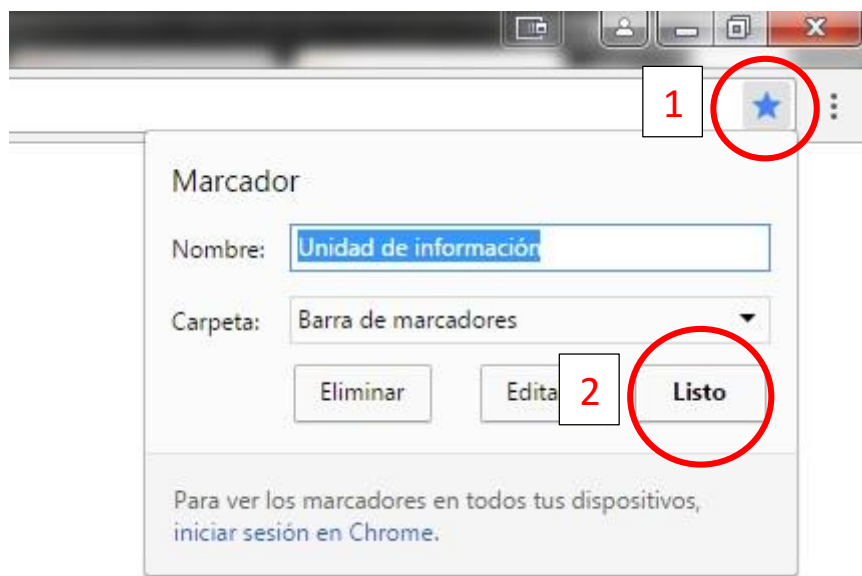 1
Marcador
Nombre: Unidad de información
Carpeta: Barra de marcadores
Eliminar Edita 2 Listo
Para ver los marcadores en todos tus dispositivos,
iniciar sesión en Chrome.